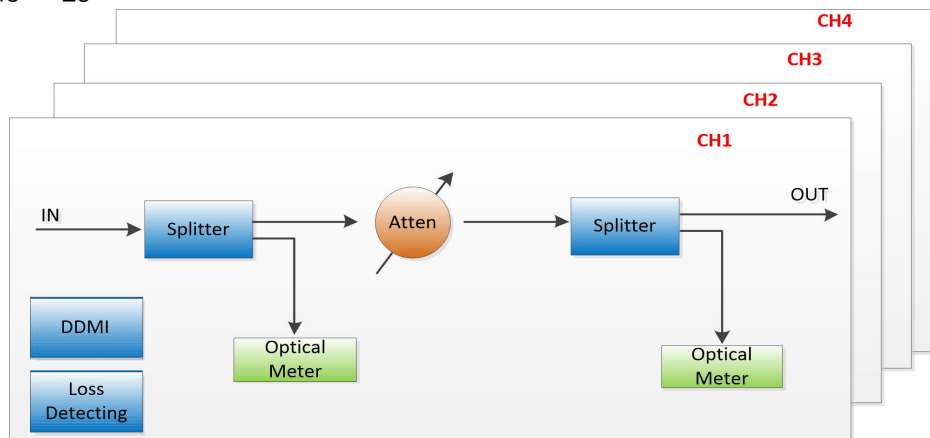 CH4
CH3
CH2
CH1
IN
Splitter
Atten
Splitter
OUT
DDMI
Optical
Meter
Optical
Meter
Loss
Detecting